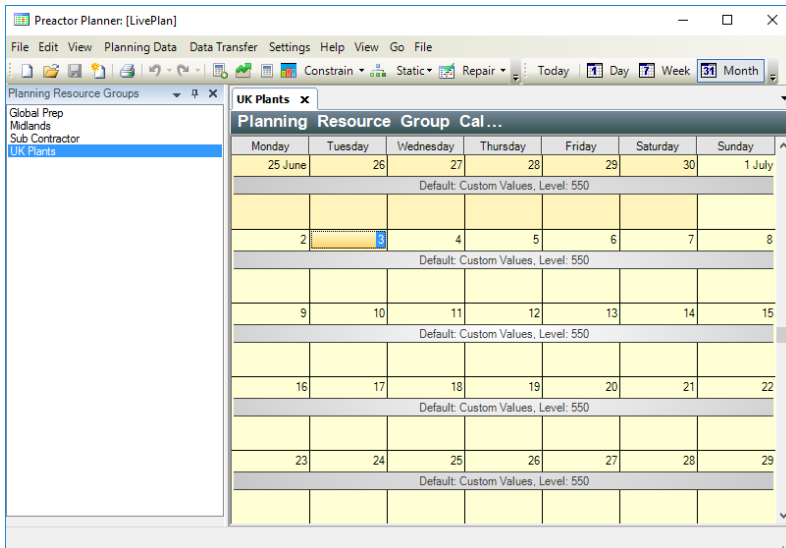 Preactor Planner: [LivePlan]
File Edit View Planning Data Data Transfer Settings Help View Go File
Constrain Static Repair Today 1 Day 7 Week 31 Month
Planning Resource Groups
Global Prep
Midlands
Sub Contractor
UK Plants
UK Plants
Planning Resource Group Cal...
Monday Tuesday Wednesday Thursday Friday Saturday Sunday
25 June 26 27 28 29 30 1 July
Default: Custom Values, Level: 550
2 3 4 5 6 7 8
Default: Custom Values, Level: 550
9 10 11 12 13 14 15
Default: Custom Values, Level: 550
16 17 18 19 20 21 22
Default: Custom Values, Level: 550
23 24 25 26 27 28 29
Default: Custom Values, Level: 550